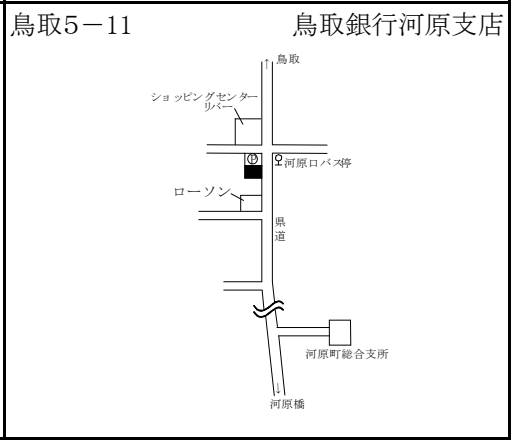 鳥取5－11
鳥取銀行河原支店
↑鳥取
ショッピングセンター
リバー
Ⓟ
河原口バス停
ローソン
県道
河原町総合支所
↓
河原橋